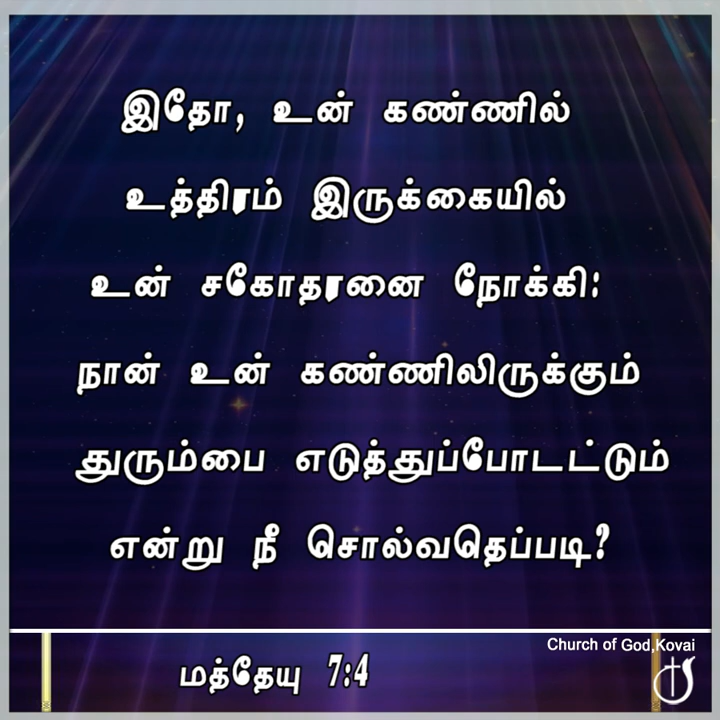 இதோ, உன் கண்ணில்
உத்திரம் இருக்கையில்
உன் சகோதரனை நோக்கி:
நான் உன் கண்ணிலிருக்கும்
துரும்பை எடுத்துப்போடட்டும்
என்று நீ சொல்வதெப்படி?
Church of God,Kovai
மத்தேயு 7:4